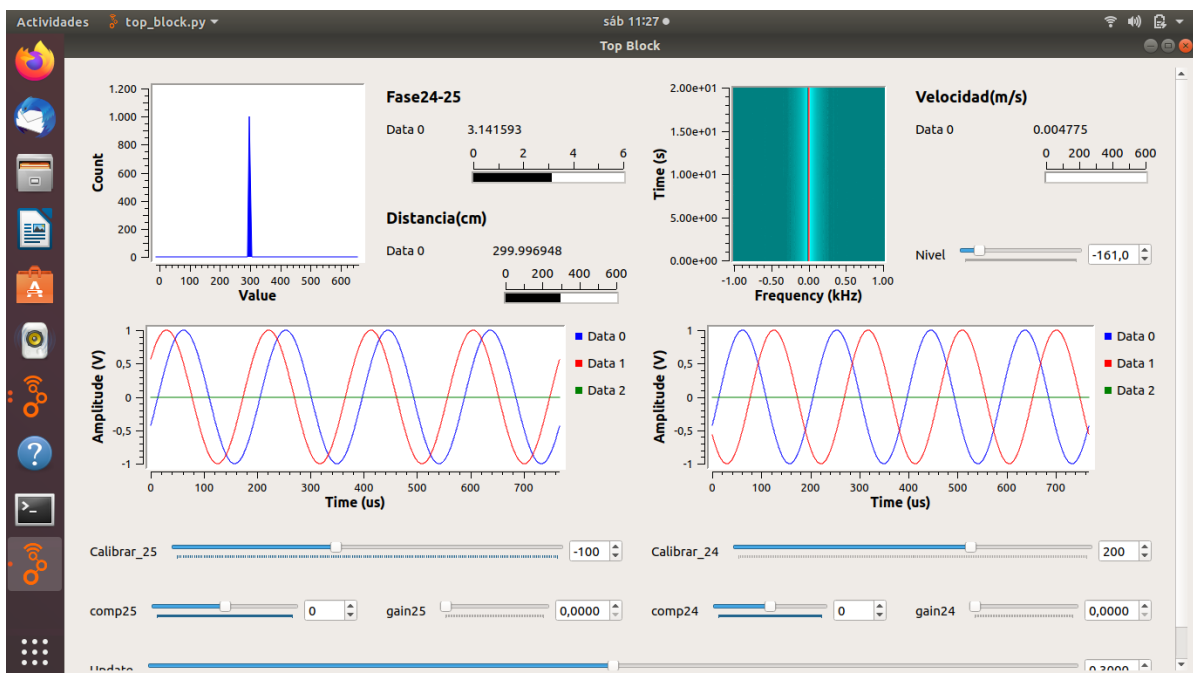 Actividades top_block.py sáb 11:27
Top Block
1.200
1.000
800
600
400
200
0
Count
0 100 200 300 400 500 600
Value
Fase24-25
Data 0 3.141593
0 2 4 6
Distancia(cm)
Data 0 299.996948
0 200 400 600
2.00e+01
1.50e+01
1.00e+01
5.00e+00
0.00e+00
Time (s)
-1.00 -0.50 0.00 0.50 1.00
Frequency (kHz)
Velocidad(m/s)
Data 0 0.004775
0 200 400 600
Nivel -161,0
1
0,5
0
-0,5
-1
Amplitude (V)
0 100 200 300 400 500 600 700
Time (us)
Data 0
Data 1
Data 2
1
0,5
0
-0,5
-1
Amplitude (V)
0 100 200 300 400 500 600 700
Time (us)
Data 0
Data 1
Data 2
Calibrar_25 -100
Calibrar_24 200
comp25 0 gain25 0,0000
comp24 0 gain24 0,0000
Update 0,3000